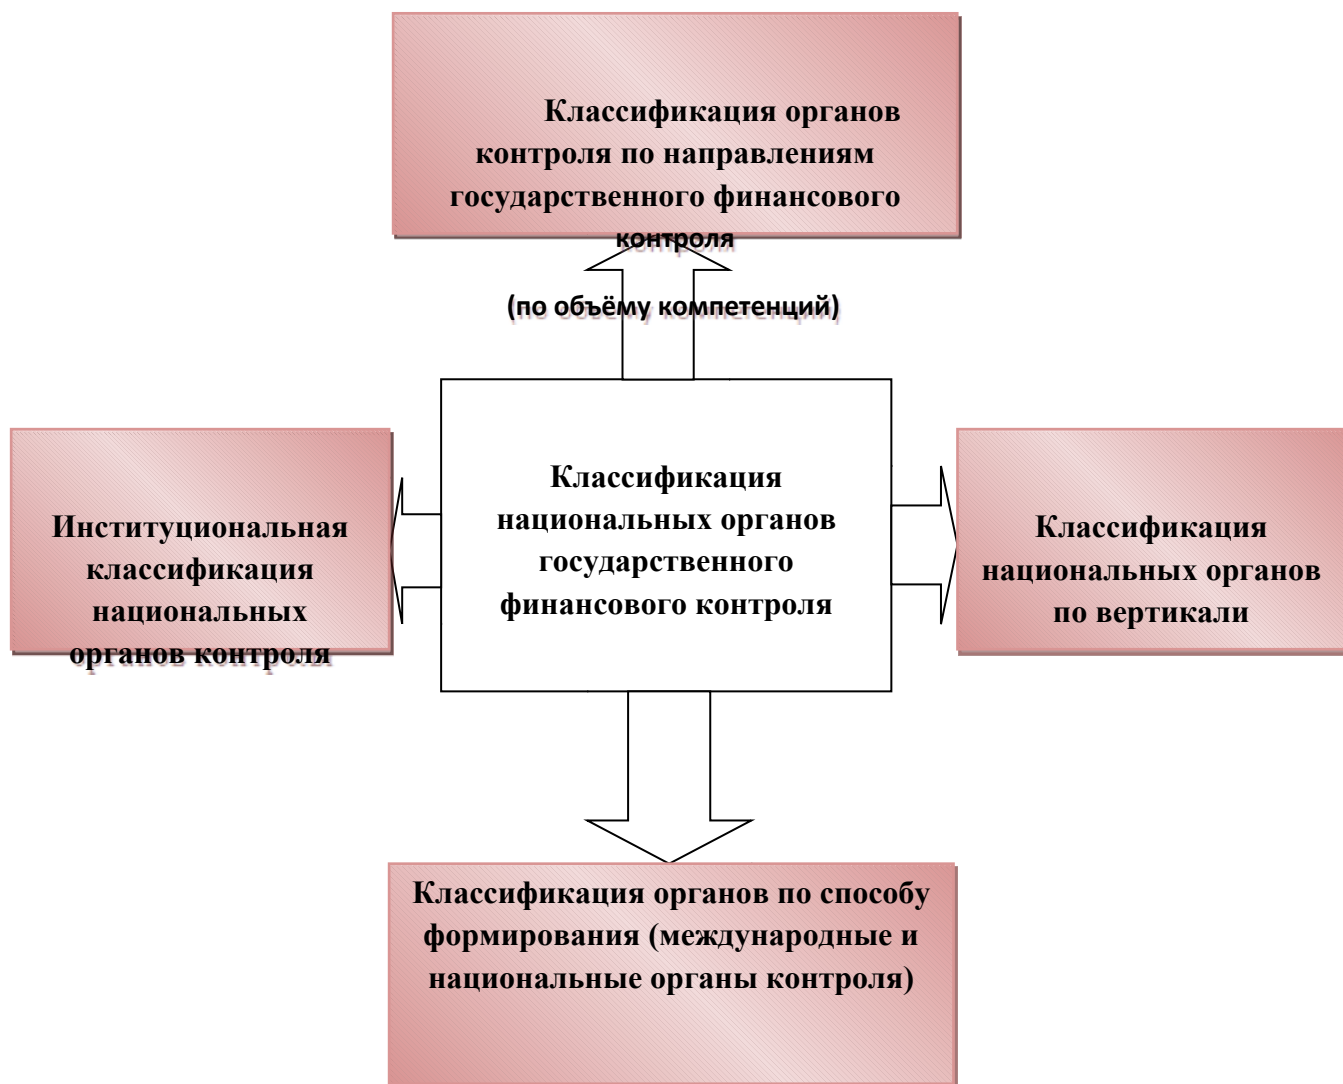 Классификация органов
контроля по направлениям
государственного финансового
контроля
(по объёму компетенций)
Институциональная
классификация
национальных
органов контроля
Классификация
национальных органов
государственного
финансового контроля
Классификация
национальных органов
по вертикали
Классификация органов по способу
формирования (международные и
национальные органы контроля)